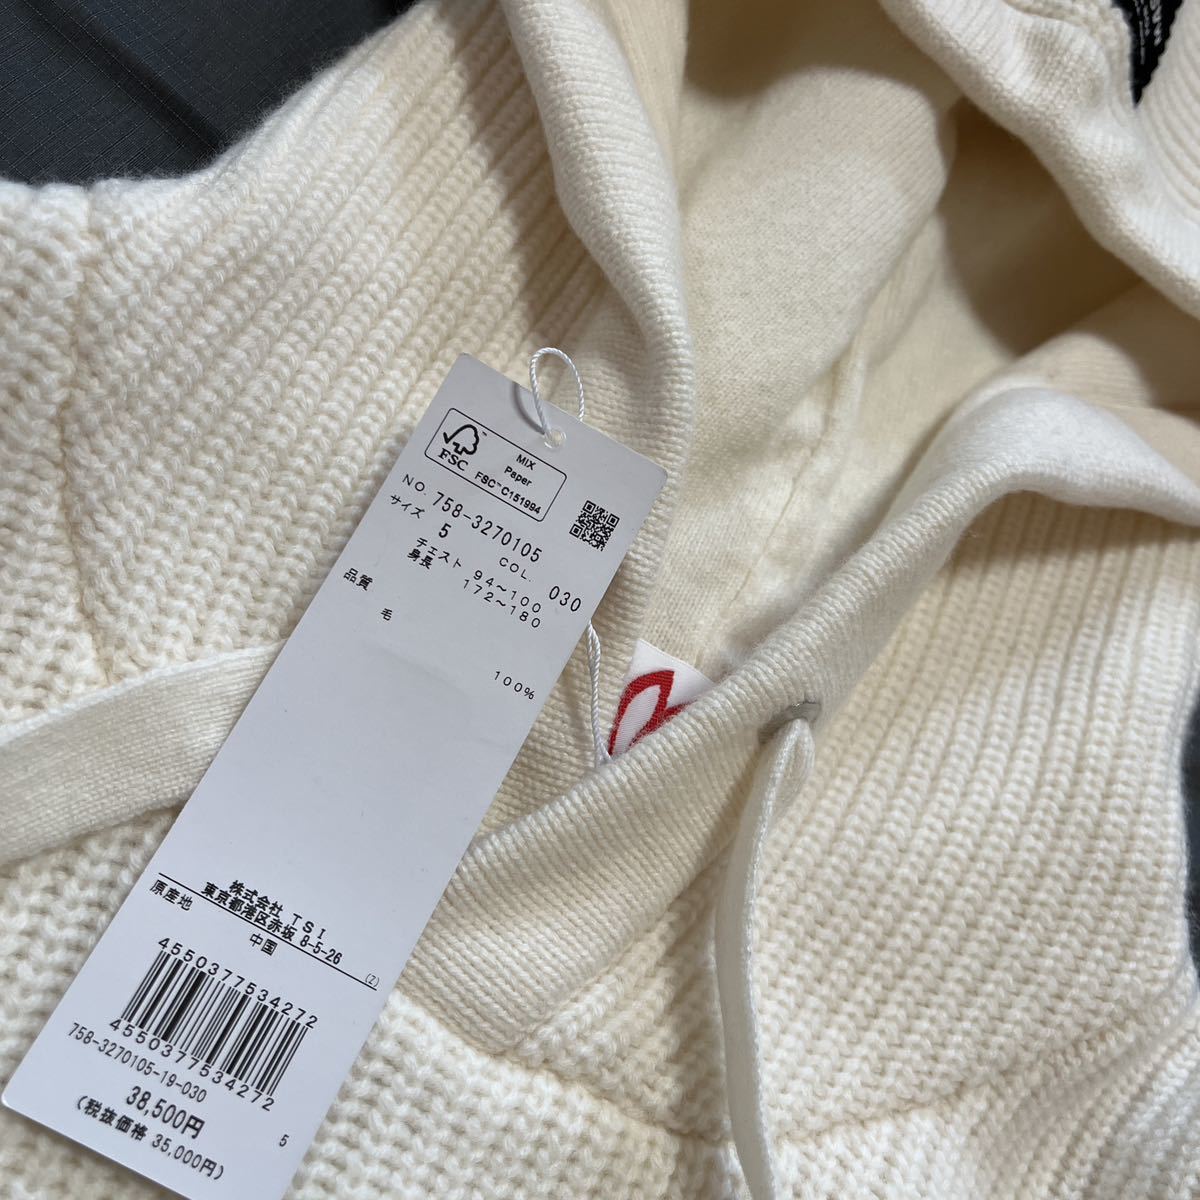 MIX
Paper
FSC™ C151994
FSC
NO. 758-3270105
サイズ 5 COL. 030
チェスト 94～100
身長 172～180
品質
毛 100%
株式会社 TSI
東京都港区赤坂 8-5-26
(Z)
原産地 中国
4550377534272
4550377534272
758-3270105-19-030
38,500円
(税抜価格 35,000円)
5